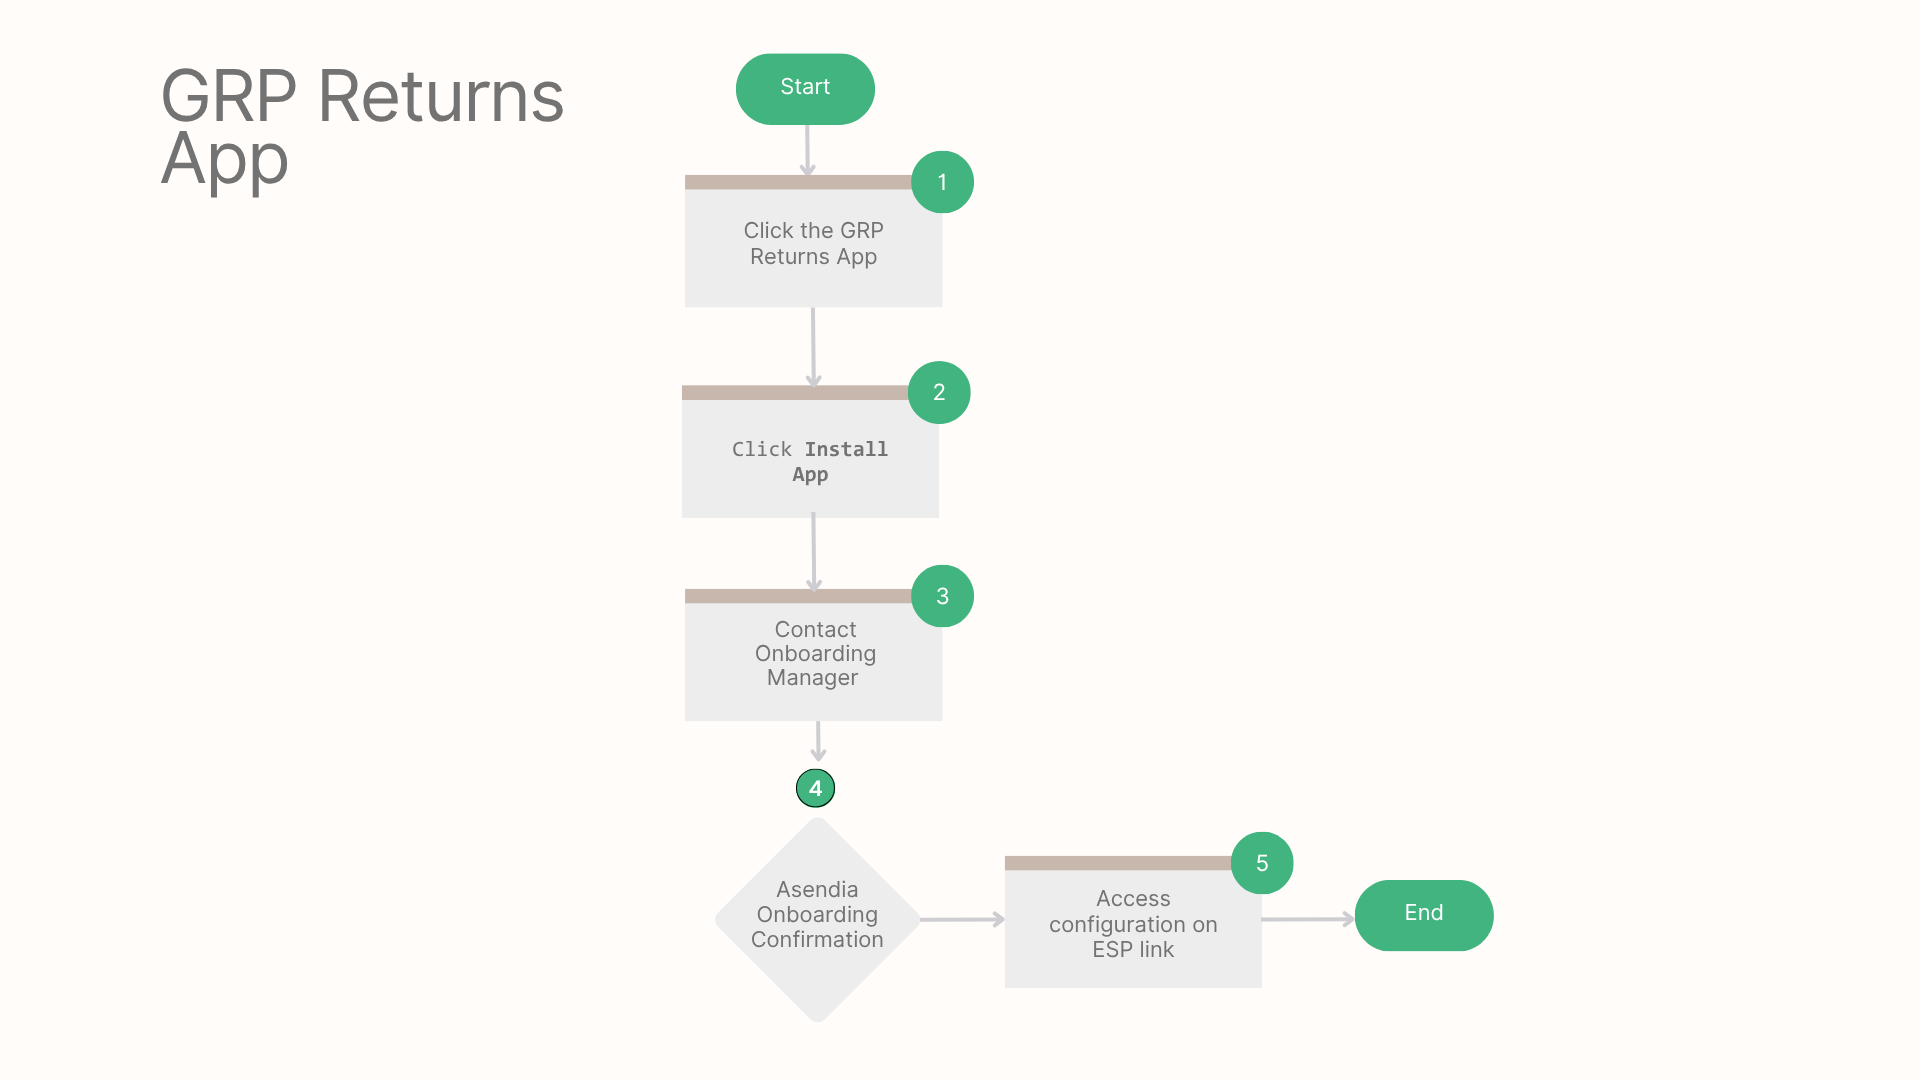 GRP Returns
App
Start
1
Click the GRP
Returns App
2
Click Install
App
3
Contact
Onboarding
Manager
4
Asendia
Onboarding
Confirmation
5
Access
configuration on
ESP link
End